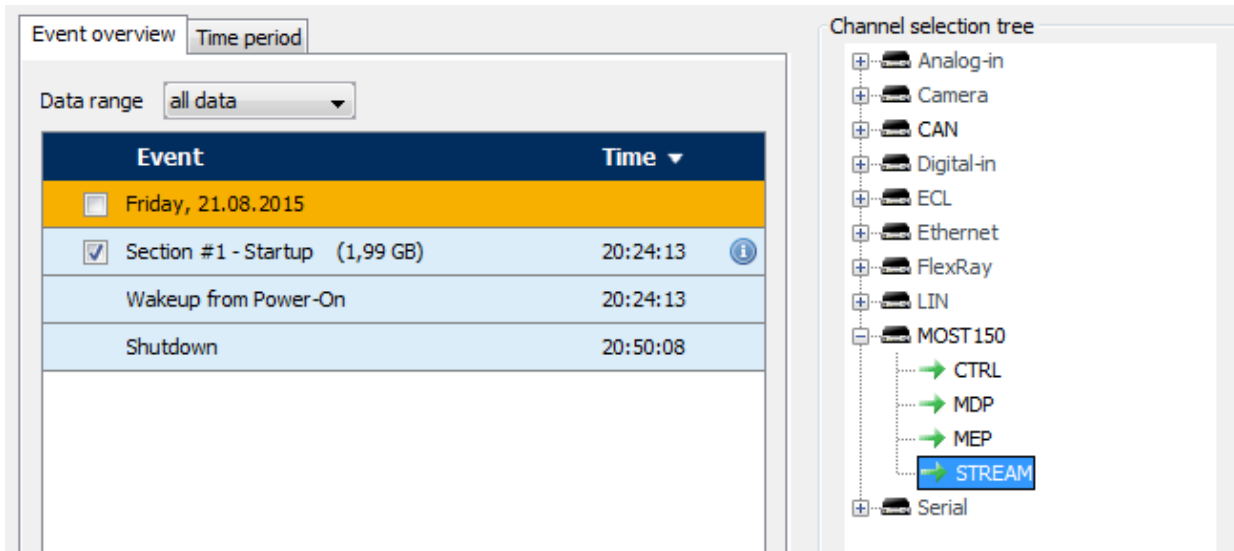 Event overview
Time period
Data range all data
Event Time
Friday, 21.08.2015
Section #1 - Startup (1,99 GB) 20:24:13
Wakeup from Power-On 20:24:13
Shutdown 20:50:08
Channel selection tree
Analog-in
Camera
CAN
Digital-in
ECL
Ethernet
FlexRay
LIN
MOST150
CTRL
MDP
MEP
STREAM
Serial